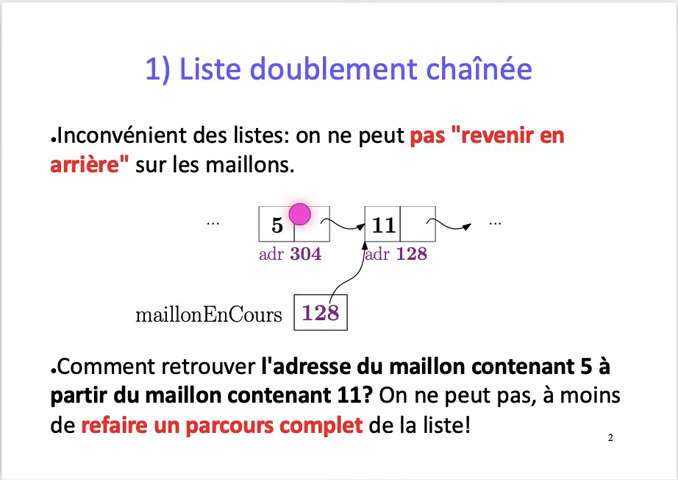 1) Liste doublement chaînée
•Inconvénient des listes: on ne peut pas "revenir en
arrière" sur les maillons.
... 5 11 ...
adr 304 adr 128
maillonEnCours 128
•Comment retrouver l'adresse du maillon contenant 5 à
partir du maillon contenant 11? On ne peut pas, à moins
de refaire un parcours complet de la liste!
2